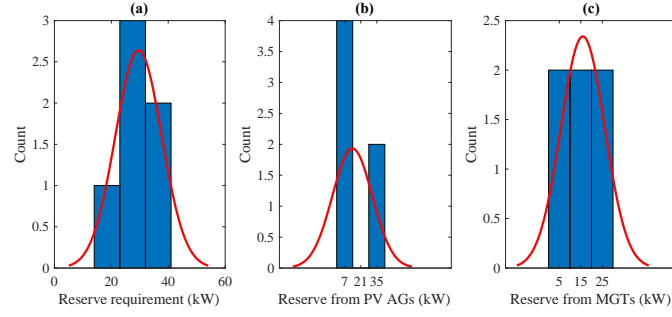 (a)
3
2.5
2
1.5
1
0.5
0
Count
0 20 40 60
Reserve requirement (kW)
(b)
4
3.5
3
2.5
2
1.5
1
0.5
0
Count
7 21 35
Reserve from PV AGs (kW)
(c)
2.5
2
1.5
1
0.5
0
Count
5 15 25
Reserve from MGTs (kW)